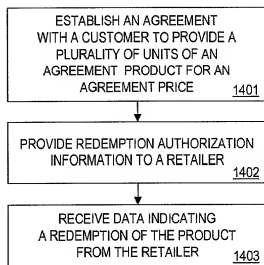 ESTABLISH AN AGREEMENT
WITH A CUSTOMER TO PROVIDE A
PLURALITY OF UNITS OF AN
AGREEMENT PRODUCT FOR AN
AGREEMENT PRICE
1401
PROVIDE REDEMPTION AUTHORIZATION
INFORMATION TO A RETAILER
1402
RECEIVE DATA INDICATING
A REDEMPTION OF THE PRODUCT
FROM THE RETAILER
1403